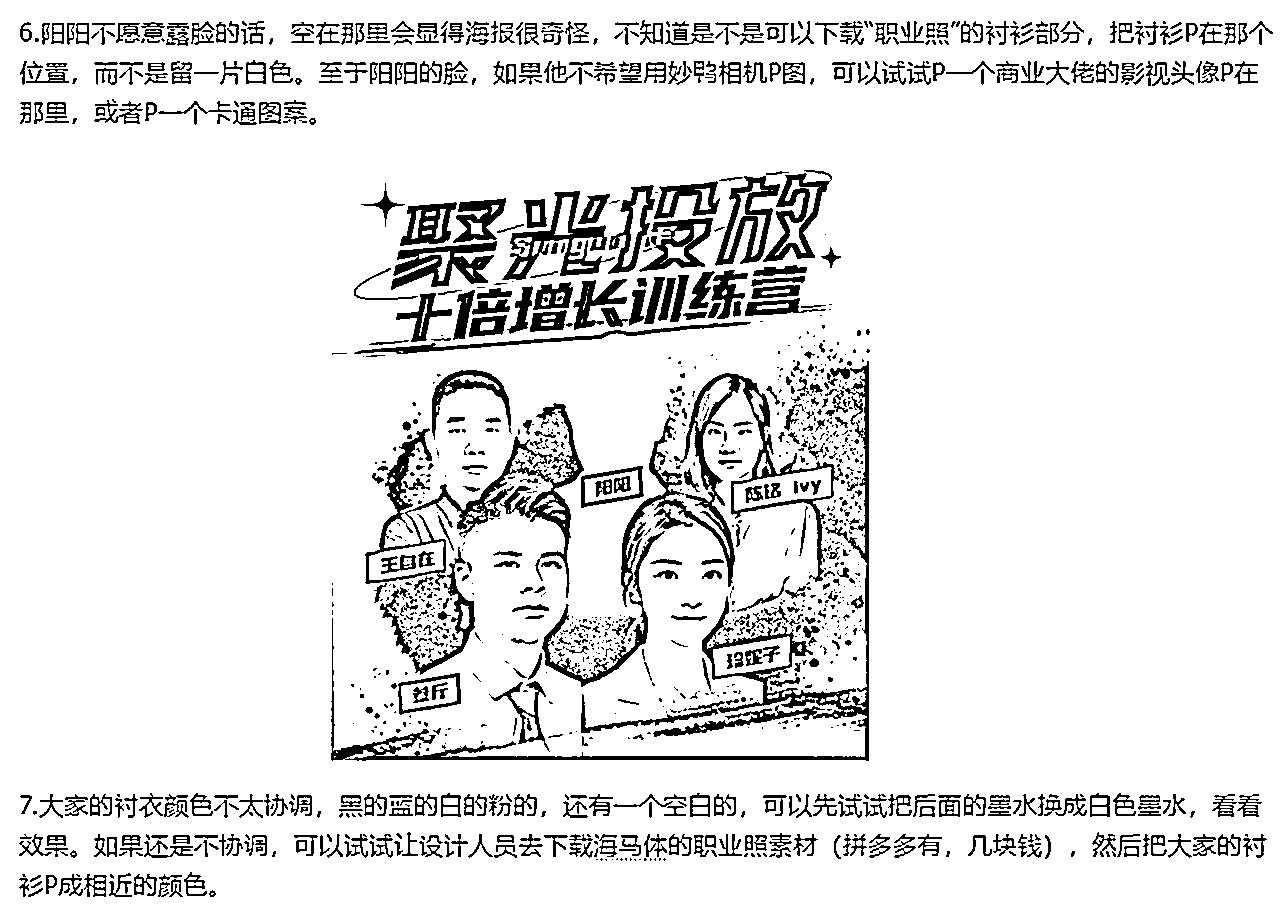 6.阳阳不愿意露脸的话，空在那里会显得海报很奇怪，不知道是不是可以下载“职业照”的衬衫部分，把衬衫P在那个
位置，而不是留一片白色。至于阳阳的脸，如果他不希望用妙鸭相机P图，可以试试P一个商业大佬的影视头像P在
那里，或者P一个卡通图案。
聚光投放
十倍增长训练营
阳阳
陈铭 Ivy
王自在
7.大家的衬衣颜色不太协调，黑的蓝的白的粉的，还有一个空白的，可以先试试把后面的墨水换成白色墨水，看看
效果。如果还是不协调，可以试试让设计人员去下载海马体的职业照素材（拼多多有，几块钱），然后把大家的衬
衫P成相近的颜色。